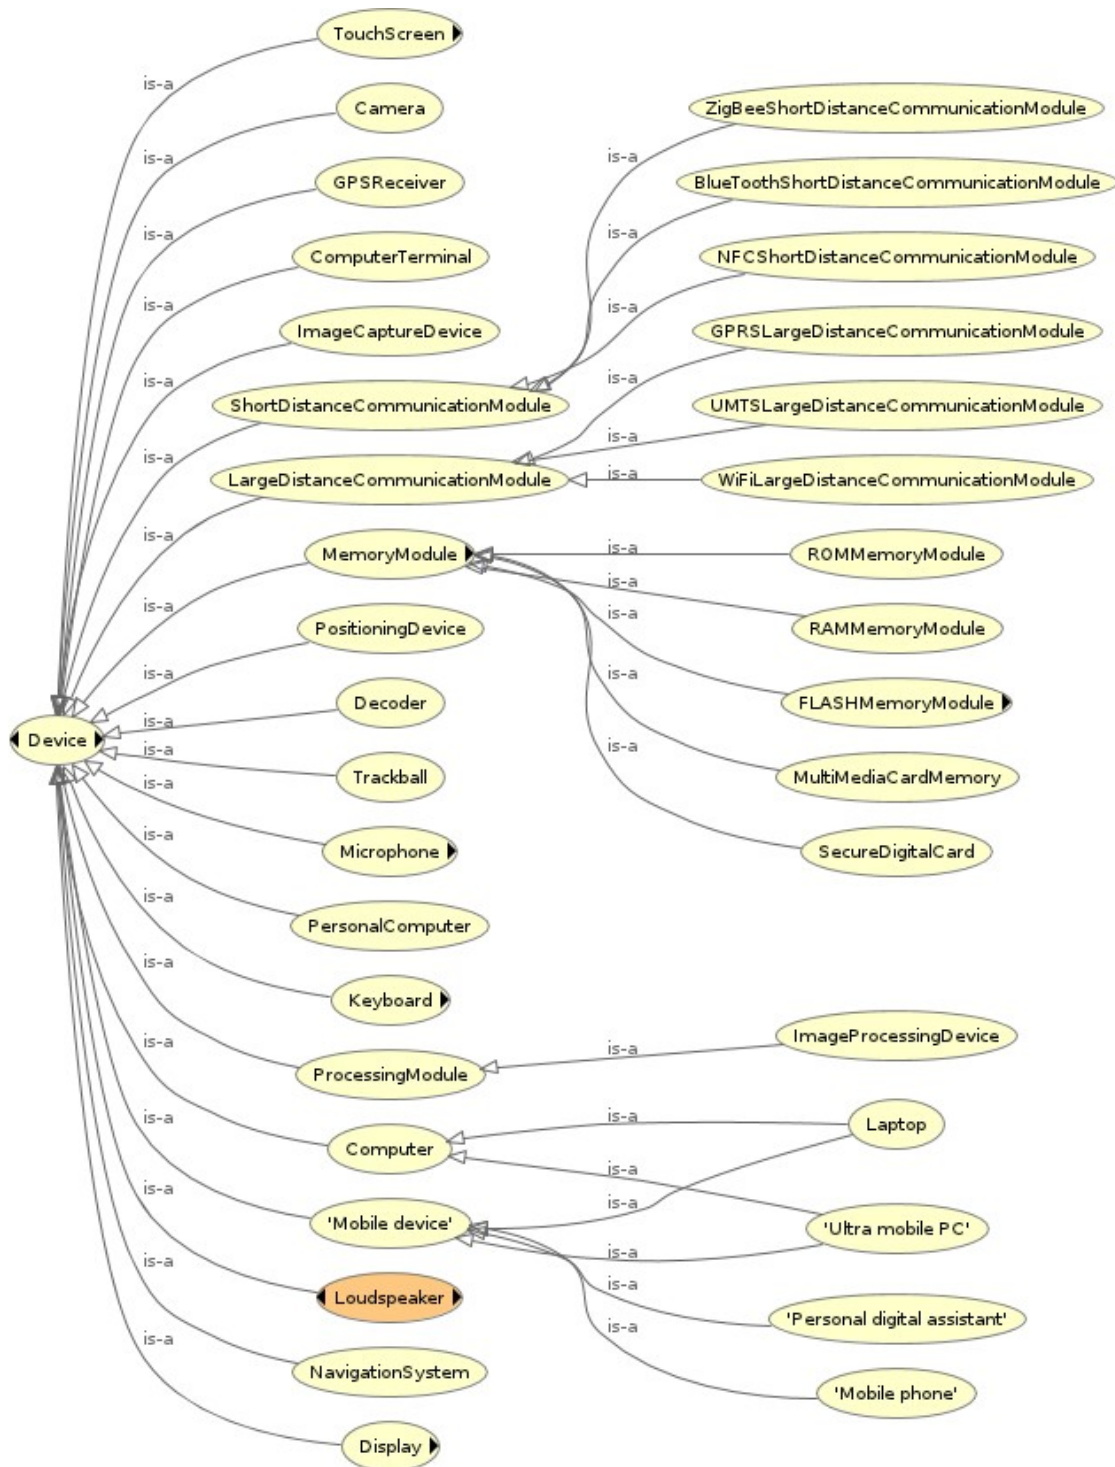 TouchScreen
is-a
Camera
ZigBeeShortDistanceCommunicationModule
is-a
is-a
GPSReceiver
BlueToothShortDistanceCommunicationModule
is-a
is-a
ComputerTerminal
NFCShortDistanceCommunicationModule
is-a
is-a
ImageCaptureDevice
GPRSLargeDistanceCommunicationModule
is-a
is-a
ShortDistanceCommunicationModule
UMTSLargeDistanceCommunicationModule
is-a
is-a
LargeDistanceCommunicationModule
is-a
WiFiLargeDistanceCommunicationModule
is-a
MemoryModule
is-a
ROMMemoryModule
is-a
is-a
PositioningDevice
is-a
RAMMemoryModule
is-a
is-a
Decoder
FLASHMemoryModule
is-a
Device
is-a
is-a
Trackball
MultiMediaCardMemory
is-a
is-a
Microphone
SecureDigitalCard
is-a
PersonalComputer
is-a
Keyboard
is-a
ImageProcessingDevice
is-a
is-a
ProcessingModule
is-a
is-a
Laptop
Computer
is-a
is-a
is-a
'Mobile device'
'Ultra mobile PC'
is-a
is-a
Loudspeaker
'Personal digital assistant'
is-a
is-a
NavigationSystem
'Mobile phone'
Display